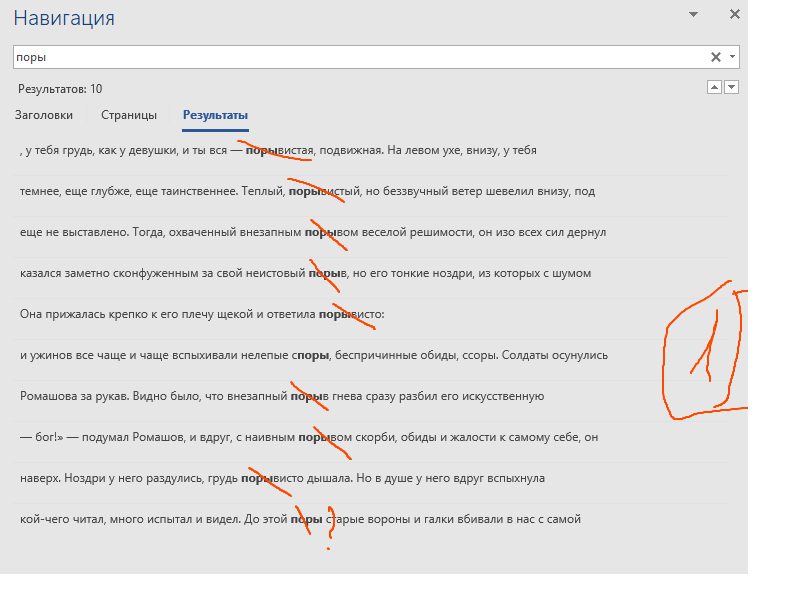 Навигация
поры
Результатов: 10
Заголовки Страницы Результаты
, у тебя грудь, как у девушки, и ты вся — порывистая, подвижная. На левом ухе, внизу, у тебя
темнее, еще глубже, еще таинственнее. Теплый, порывистый, но беззвучный ветер шевелил внизу, под
еще не выставлено. Тогда, охваченный внезапным порывом веселой решимости, он изо всех сил дернул
казался заметно сконфуженным за свой неистовый порыв, но его тонкие ноздри, из которых с шумом
Она прижалась крепко к его плечу щекой и ответила порывисто:
и ужинов все чаще и чаще вспыхивали нелепые споры, беспричинные обиды, ссоры. Солдаты осунулись
Ромашова за рукав. Видно было, что внезапный порыв гнева сразу разбил его искусственную
— бог!» — подумал Ромашов, и вдруг, с наивным порывом скорби, обиды и жалости к самому себе, он
наверх. Ноздри у него раздулись, грудь порывисто дышала. Но в душе у него вдруг вспыхнула
кой-чего читал, много испытал и видел. До этой поры старые вороны и галки вбивали в нас с самой
?
1